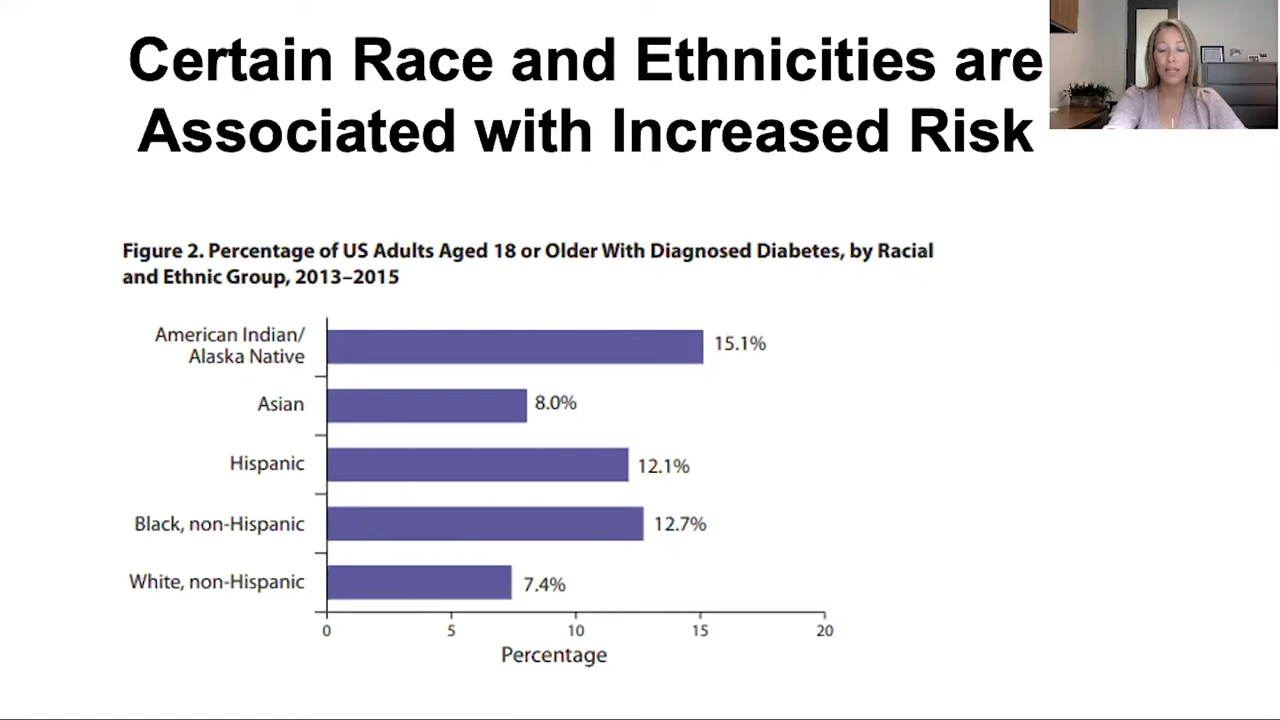 Certain Race and Ethnicities are
Associated with Increased Risk
Figure 2. Percentage of US Adults Aged 18 or Older With Diagnosed Diabetes, by Racial
and Ethnic Group, 2013–2015
American Indian/
Alaska Native
15.1%
Asian
8.0%
Hispanic
12.1%
Black, non-Hispanic
12.7%
White, non-Hispanic
7.4%
0 5 10 15 20
Percentage